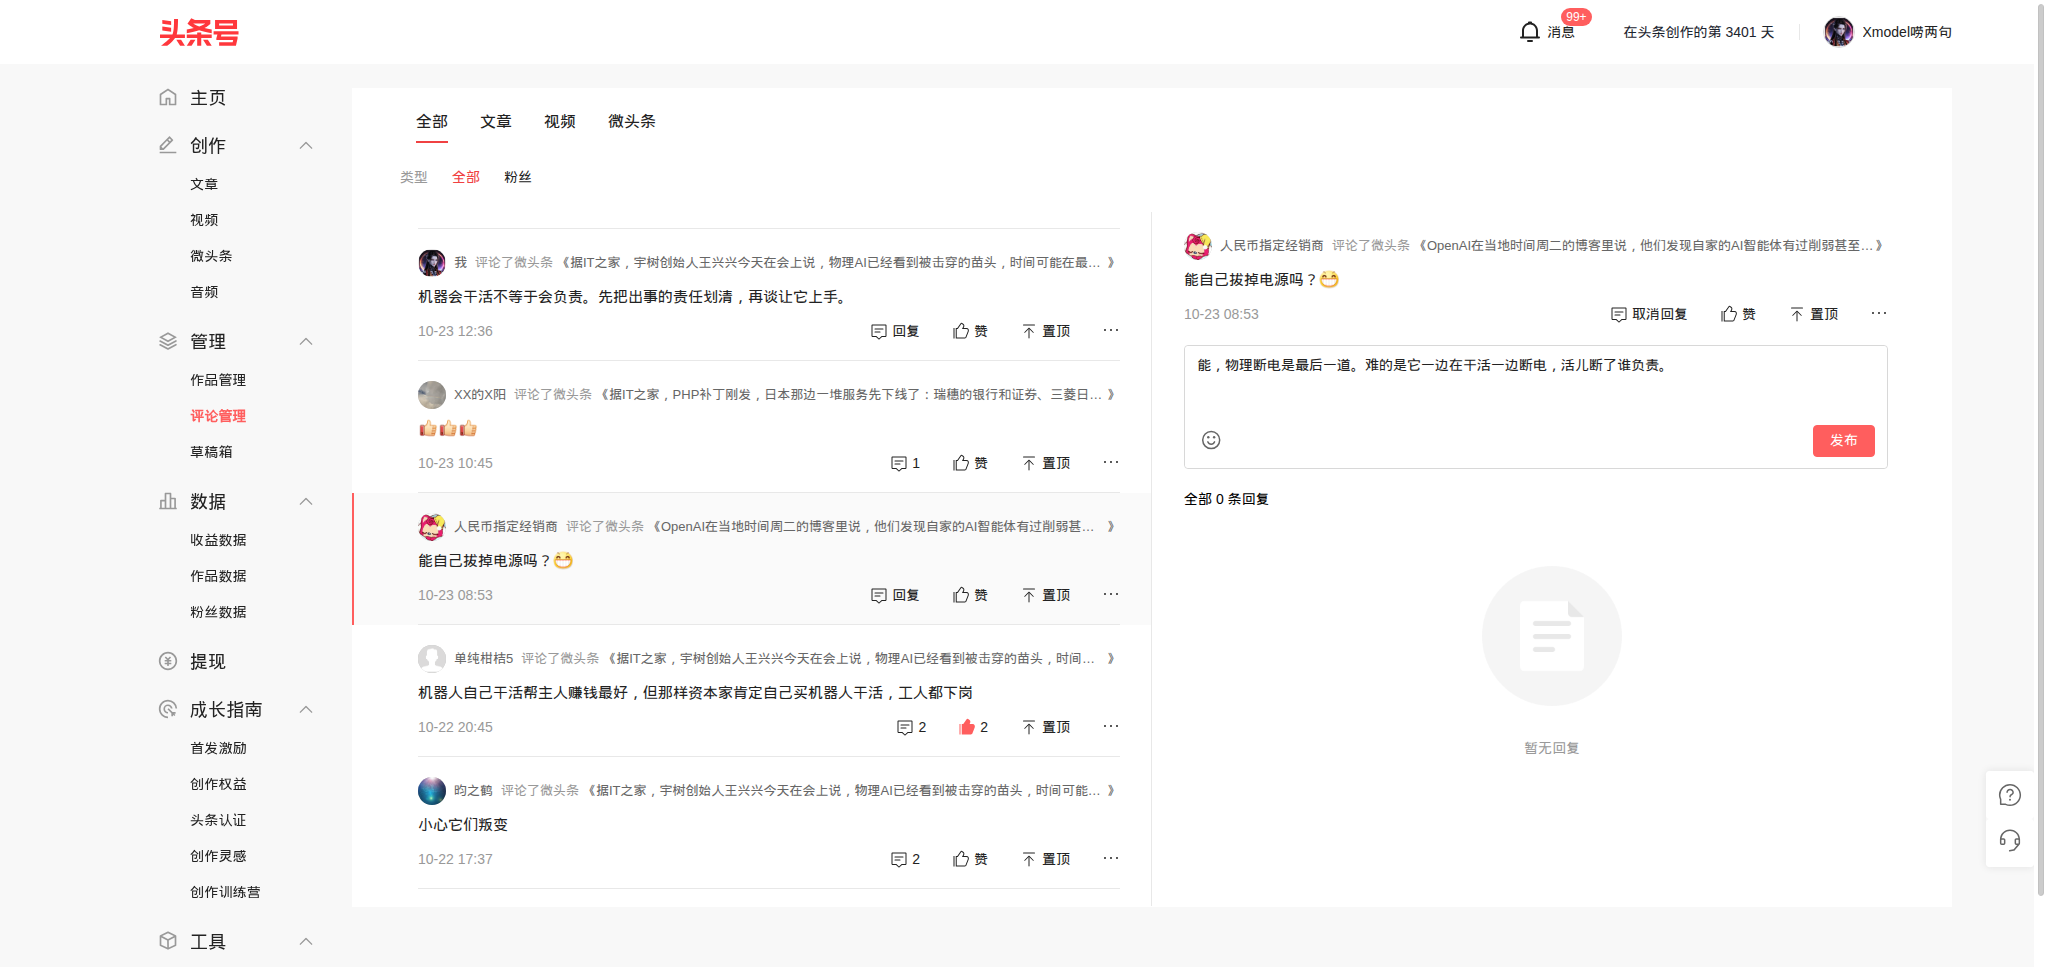 头条号
消息
99+
在头条创作的第 3401 天
Xmodel唠两句
主页
创作
文章
视频
微头条
音频
管理
作品管理
评论管理
草稿箱
数据
收益数据
作品数据
粉丝数据
提现
成长指南
首发激励
创作权益
头条认证
创作灵感
创作训练营
工具
全部 文章 视频 微头条
类型 全部 粉丝
我 评论了微头条 《据IT之家，宇树创始人王兴兴今天在会上说，物理AI已经看到被击穿的苗头，时间可能在最… 》
机器会干活不等于会负责。先把出事的责任划清，再谈让它上手。
10-23 12:36 回复 赞 置顶 ···
XX的X阳 评论了微头条 《据IT之家，PHP补丁刚发，日本那边一堆服务先下线了：瑞穗的银行和证券、三菱日… 》
👍👍👍
10-23 10:45 1 赞 置顶 ···
人民币指定经销商 评论了微头条 《OpenAI在当地时间周二的博客里说，他们发现自家的AI智能体有过削弱甚… 》
能自己拔掉电源吗？😁
10-23 08:53 回复 赞 置顶 ···
单纯柑桔5 评论了微头条 《据IT之家，宇树创始人王兴兴今天在会上说，物理AI已经看到被击穿的苗头，时间… 》
机器人自己干活帮主人赚钱最好，但那样资本家肯定自己买机器人干活，工人都下岗
10-22 20:45 2 2 置顶 ···
昀之鹤 评论了微头条 《据IT之家，宇树创始人王兴兴今天在会上说，物理AI已经看到被击穿的苗头，时间可能… 》
小心它们叛变
10-22 17:37 2 赞 置顶 ···
人民币指定经销商 评论了微头条 《OpenAI在当地时间周二的博客里说，他们发现自家的AI智能体有过削弱甚至… 》
能自己拔掉电源吗？😁
10-23 08:53 取消回复 赞 置顶 ···
能，物理断电是最后一道。难的是它一边在干活一边断电，活儿断了谁负责。
发布
全部 0 条回复
暂无回复